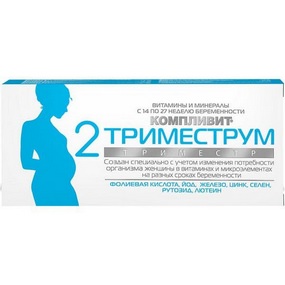 ВИТАМИНЫ И МИНЕРАЛЫ
С 14 ПО 27 НЕДЕЛЮ БЕРЕМЕННОСТИ
КОМПЛИВИТ
2 ТРИМЕСТРУМ
ТРИМЕСТР
Создан специально с учетом изменения потребности
организма женщины в витаминах и микроэлементах
на разных сроках беременности
ФОЛИЕВАЯ КИСЛОТА, ЙОД, ЖЕЛЕЗО, ЦИНК, СЕЛЕН,
РУТОЗИД, ЛЮТЕИН